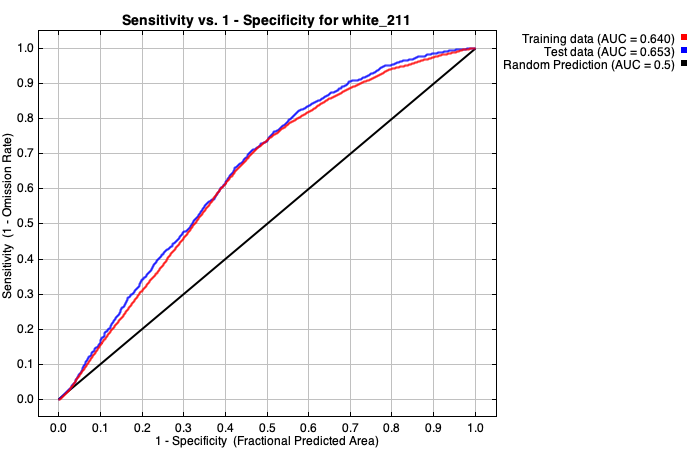 Sensitivity vs. 1 - Specificity for white_211
Training data (AUC = 0.640)
Test data (AUC = 0.653)
Random Prediction (AUC = 0.5)
Sensitivity (1 - Omission Rate)
1.0
0.9
0.8
0.7
0.6
0.5
0.4
0.3
0.2
0.1
0.0
0.0 0.1 0.2 0.3 0.4 0.5 0.6 0.7 0.8 0.9 1.0
1 - Specificity (Fractional Predicted Area)